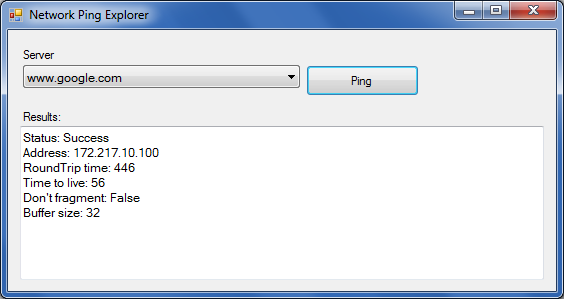 Network Ping Explorer
Server
www.google.com
Ping
Results:
Status: Success
Address: 172.217.10.100
RoundTrip time: 446
Time to live: 56
Don't fragment: False
Buffer size: 32